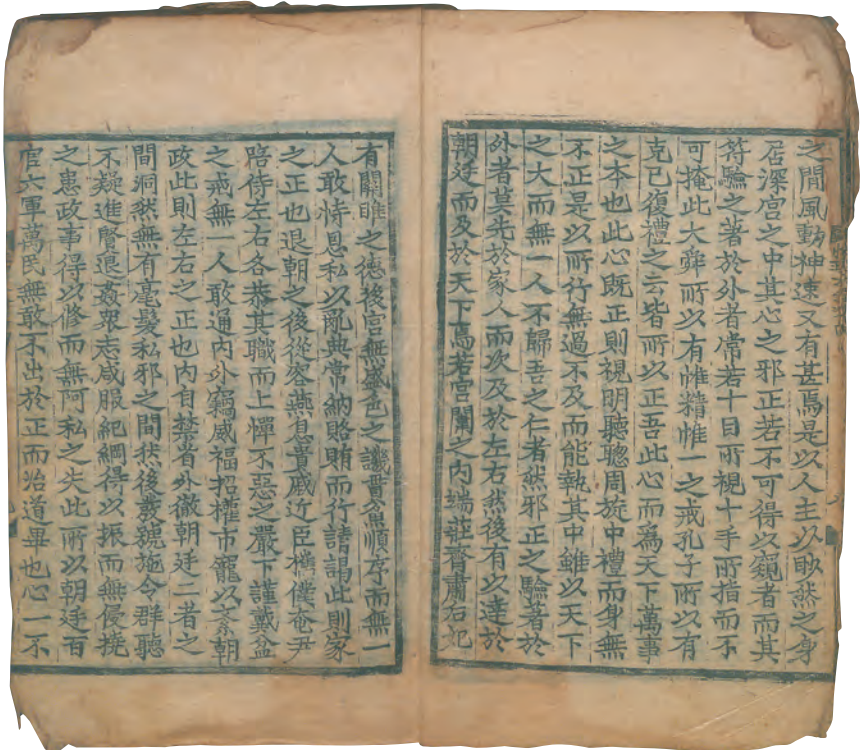 之間風動神速又有甚焉是以人主以眇然之身
居深宮之中其心之邪正若不可得以窺者而其
符驗之著於外者常若十目所視十手所指而不
可掩此大舜所以有惟精惟一之戒孔子所以有
克己復禮之云皆所以正吾此心而為天下萬事
之本也此心既正則視明聽聰周旋中禮而身無
不正是以所行無過不及而能執其中雖以天下
之大而無一人不歸吾之仁者然邪正之驗著於
外者莫先於家人而次及於左右然後有以達於
朝廷而及於天下焉若宮闈之內端莊齊肅后妃
有關雎之德後宮無盛色之譏貫魚順序而無一
人敢恃恩私以亂典常納賂賄而行請謁此則家
之正也退朝之後從容燕息貴戚近臣㩦僕奄尹
陪侍左右各恭其職而上憚不惡之嚴下謹戴盆
之戒無一人敢通內外竊威福招權市寵以紊朝
政此則左右之正也內自禁省外徹朝廷二者之
間洞然無有毫髮私邪之間然後發號施令群聽
不疑進賢退姦衆志咸服紀綱得以振而無侵撓
之患政事得以修而無阿私之失此所以朝廷百
官六軍萬民無敢不出於正而治道畢也心一不